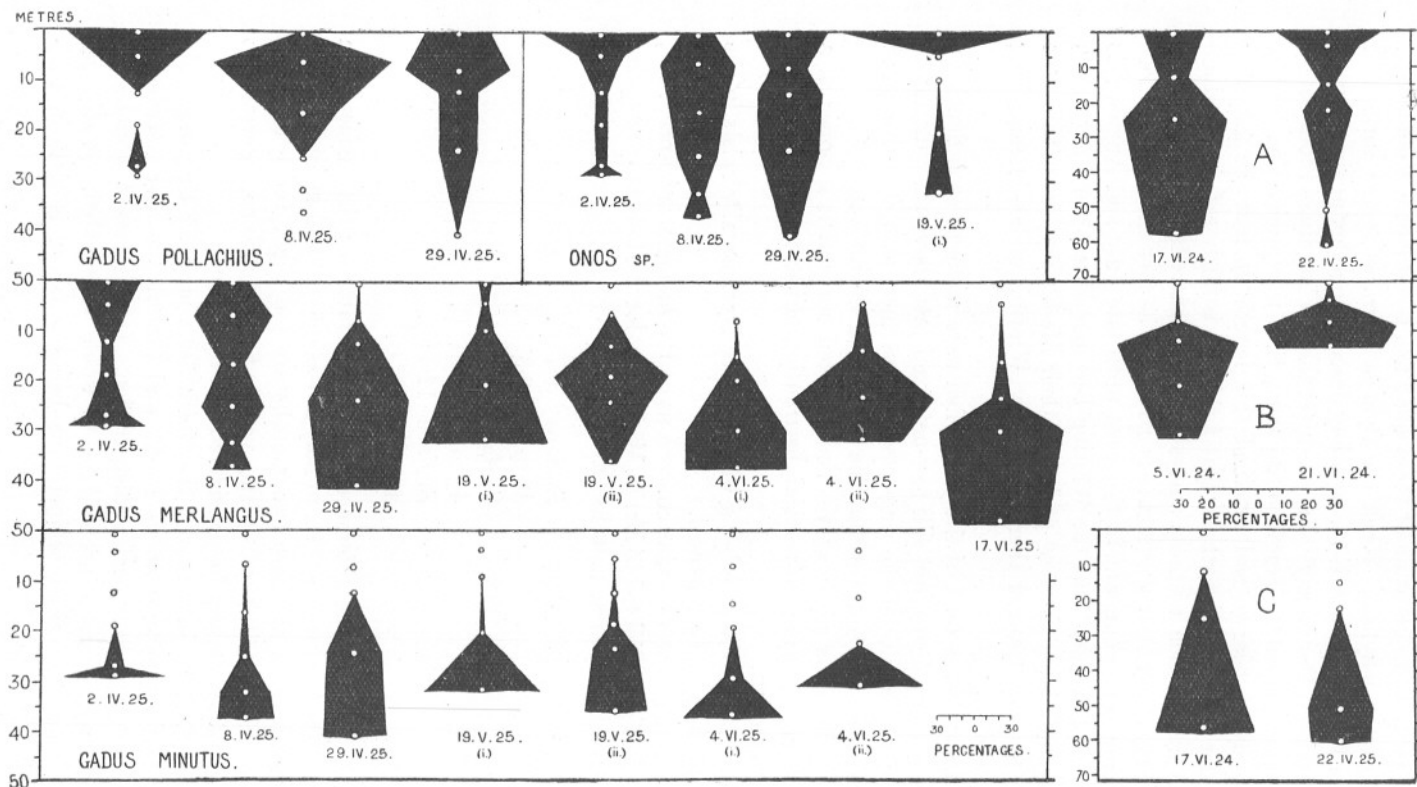 METRES.
10
20
30
40
50
2.IV.25.
8.IV.25.
29.IV.25.
GADUS POLLACHIUS.
2.IV.25.
8.IV.25.
29.IV.25.
19.V.25.
(i.)
ONOS SP.
10
20
30
40
50
60
70
A
17.VI.24.
22.IV.25.
10
20
30
40
50
2.IV.25.
8.IV.25.
29.IV.25.
19.V.25.
(i.)
19.V.25.
(ii.)
4.VI.25.
(i.)
4.VI.25.
(ii.)
17.VI.25
GADUS MERLANGUS.
B
5.VI.24.
21.VI.24.
30 20 10 0 10 30
PERCENTAGES.
10
20
30
40
50
2.IV.25.
8.IV.25.
29.IV.25.
19.V.25.
(i.)
19.V.25.
(ii.)
4.VI.25.
(i.)
4.VI.25.
(ii.)
30 0 30
PERCENTAGES.
GADUS MINUTUS.
10
20
30
40
50
60
70
C
17.VI.24.
22.IV.25.